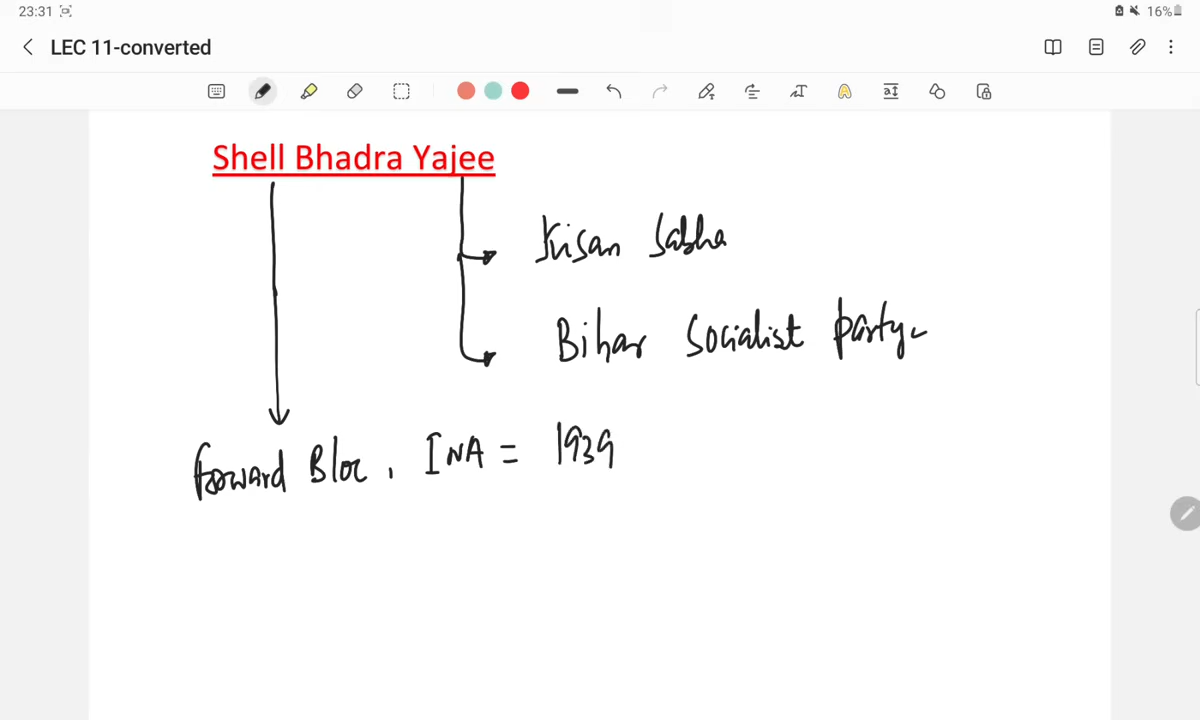 23:31
16%
LEC 11-converted
Shell Bhadra Yajee
Kisan Sabha
Bihar Socialist party
forward Bloc, INA = 1939